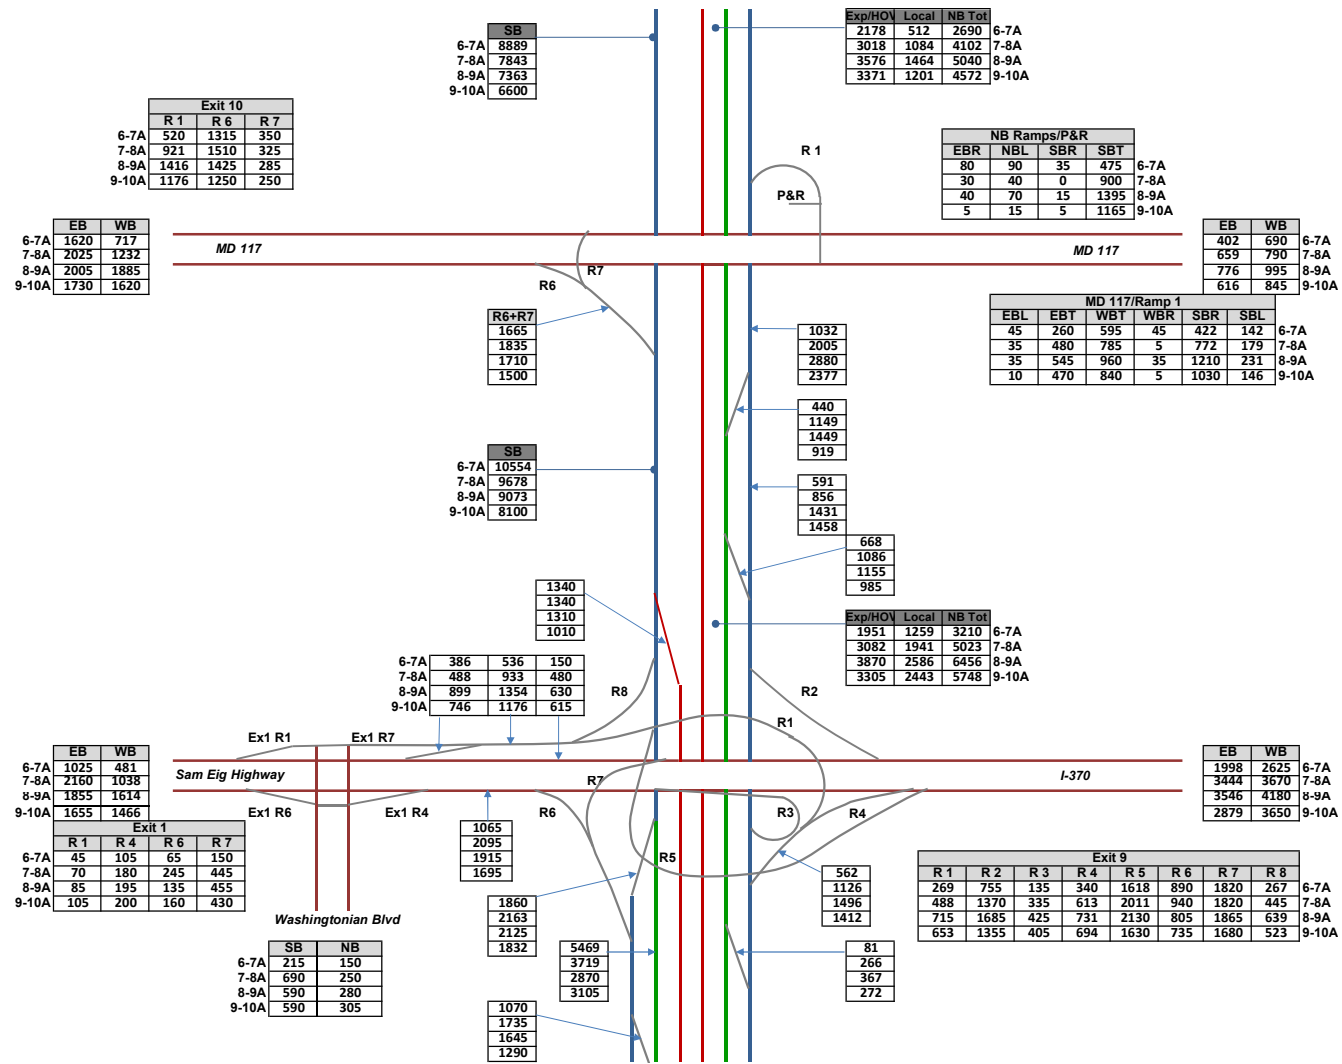 Exp/HOV Local NB Tot
2178 512 2690 6-7A
3018 1084 4102 7-8A
3576 1464 5040 8-9A
3371 1201 4572 9-10A
SB
6-7A 8889
7-8A 7843
8-9A 7363
9-10A 6600
Exit 10
R 1 R 6 R 7
6-7A 520 1315 350
7-8A 921 1510 325
8-9A 1416 1425 285
9-10A 1176 1250 250
NB Ramps/P&R
EBR NBL SBR SBT
80 90 35 475 6-7A
30 40 0 900 7-8A
40 70 15 1395 8-9A
5 15 5 1165 9-10A
R 1
P&R
EB WB
6-7A 1620 717
7-8A 2025 1232
8-9A 2005 1885
9-10A 1730 1620
MD 117
MD 117
EB WB
402 690 6-7A
659 790 7-8A
776 995 8-9A
616 845 9-10A
R7
R6
MD 117/Ramp 1
EBL EBT WBT WBR SBR SBL
45 260 595 45 422 142 6-7A
35 480 785 5 772 179 7-8A
35 545 960 35 1210 231 8-9A
10 470 840 5 1030 146 9-10A
R6+R7
1665
1835
1710
1500
1032
2005
2880
2377
440
1149
1449
919
SB
6-7A 10554
7-8A 9678
8-9A 9073
9-10A 8100
591
856
1431
1458
668
1086
1155
985
1340
1340
1310
1010
Exp/HOV Local NB Tot
1951 1259 3210 6-7A
3082 1941 5023 7-8A
3870 2586 6456 8-9A
3305 2443 5748 9-10A
6-7A 386 536 150
7-8A 488 933 480
8-9A 899 1354 630
9-10A 746 1176 615
R8
R2
R1
Ex1 R1
Ex1 R7
EB WB
6-7A 1025 481
7-8A 2160 1038
8-9A 1855 1614
9-10A 1655 1466
Sam Eig Highway
R7
I-370
EB WB
1998 2625 6-7A
3444 3670 7-8A
3546 4180 8-9A
2879 3650 9-10A
Ex1 R6
Ex1 R4
R6
R3
R4
R5
Exit 1
R 1 R 4 R 6 R 7
6-7A 45 105 65 150
7-8A 70 180 245 445
8-9A 85 195 135 455
9-10A 105 200 160 430
1065
2095
1915
1695
562
1126
1496
1412
Exit 9
R 1 R 2 R 3 R 4 R 5 R 6 R 7 R 8
269 755 135 340 1618 890 1820 267 6-7A
488 1370 335 613 2011 940 1820 445 7-8A
715 1685 425 731 2130 805 1865 639 8-9A
653 1355 405 694 1630 735 1680 523 9-10A
Washingtonian Blvd
1860
2163
2125
1832
SB NB
6-7A 215 150
7-8A 690 250
8-9A 590 280
9-10A 590 305
5469
3719
2870
3105
81
266
367
272
1070
1735
1645
1290